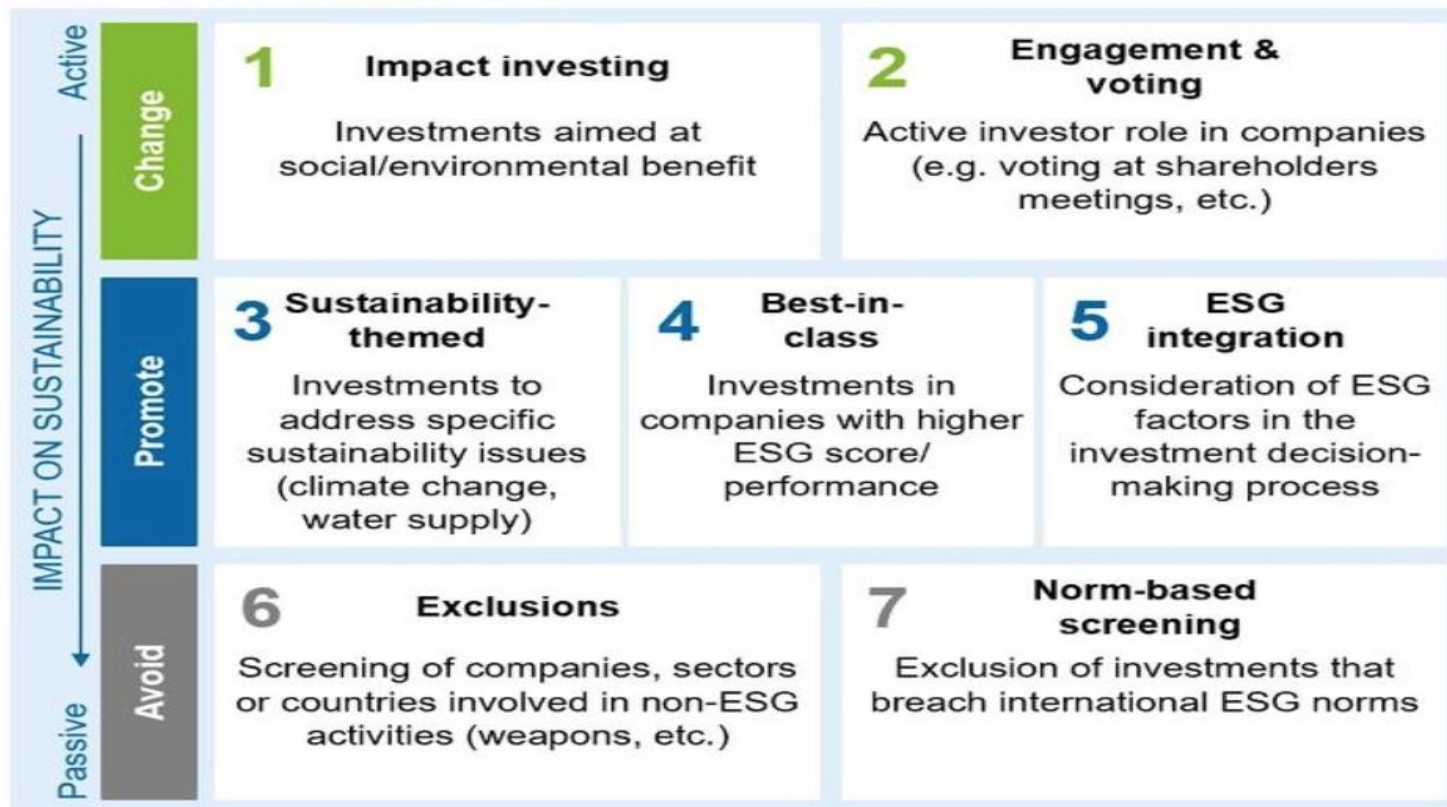 Active
IMPACT ON SUSTAINABILITY
Passive
Change
1 Impact investing
Investments aimed at
social/environmental benefit
2 Engagement &
voting
Active investor role in companies
(e.g. voting at shareholders
meetings, etc.)
Promote
3 Sustainability-
themed
Investments to
address specific
sustainability issues
(climate change,
water supply)
4 Best-in-
class
Investments in
companies with higher
ESG score/
performance
5 ESG
integration
Consideration of ESG
factors in the
investment decision-
making process
Avoid
6 Exclusions
Screening of companies, sectors
or countries involved in non-ESG
activities (weapons, etc.)
7 Norm-based
screening
Exclusion of investments that
breach international ESG norms